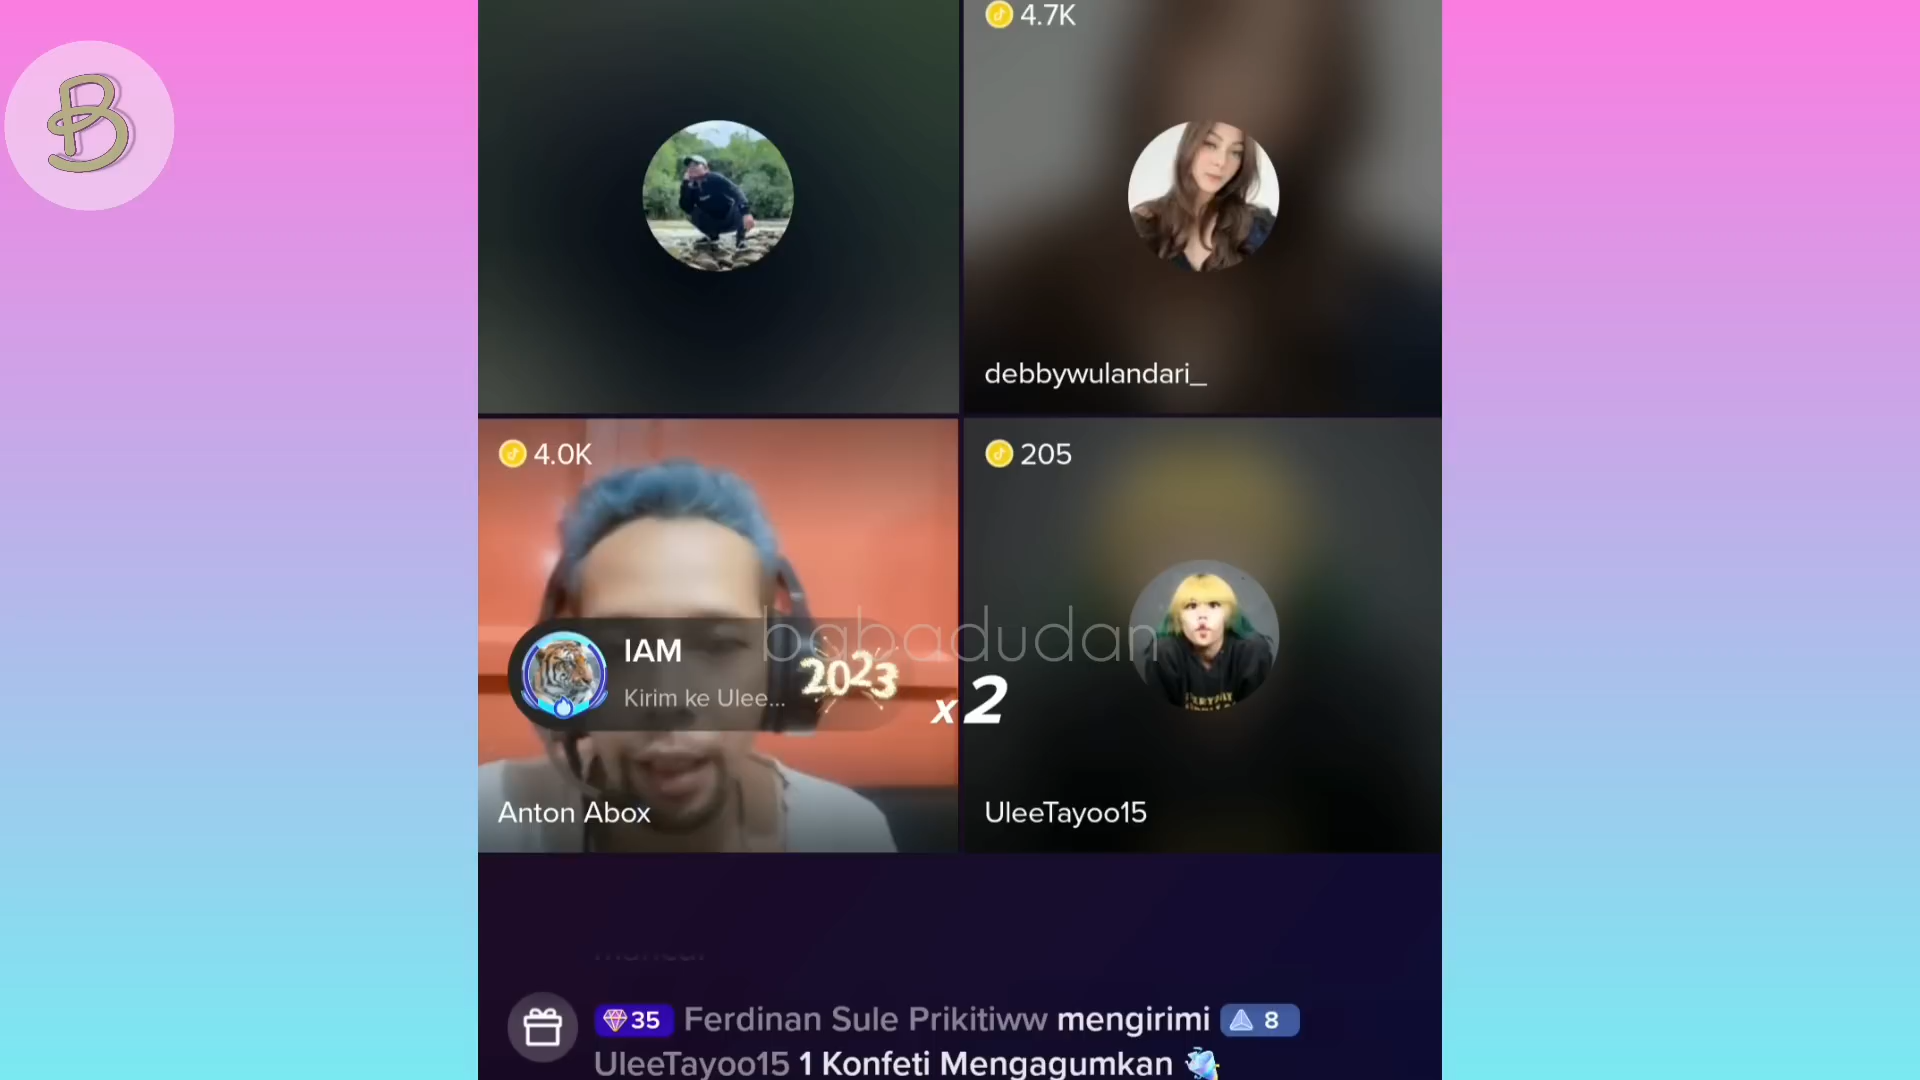 B
4.7K
debbywulandari_
4.0K
205
babadudan
IAM
Kirim ke Ulee...
2023
x2
Anton Abox
UleeTayoo15
35 Ferdinan Sule Prikitiww mengirimi 8
UleeTayoo15 1 Konfeti Mengagumkan